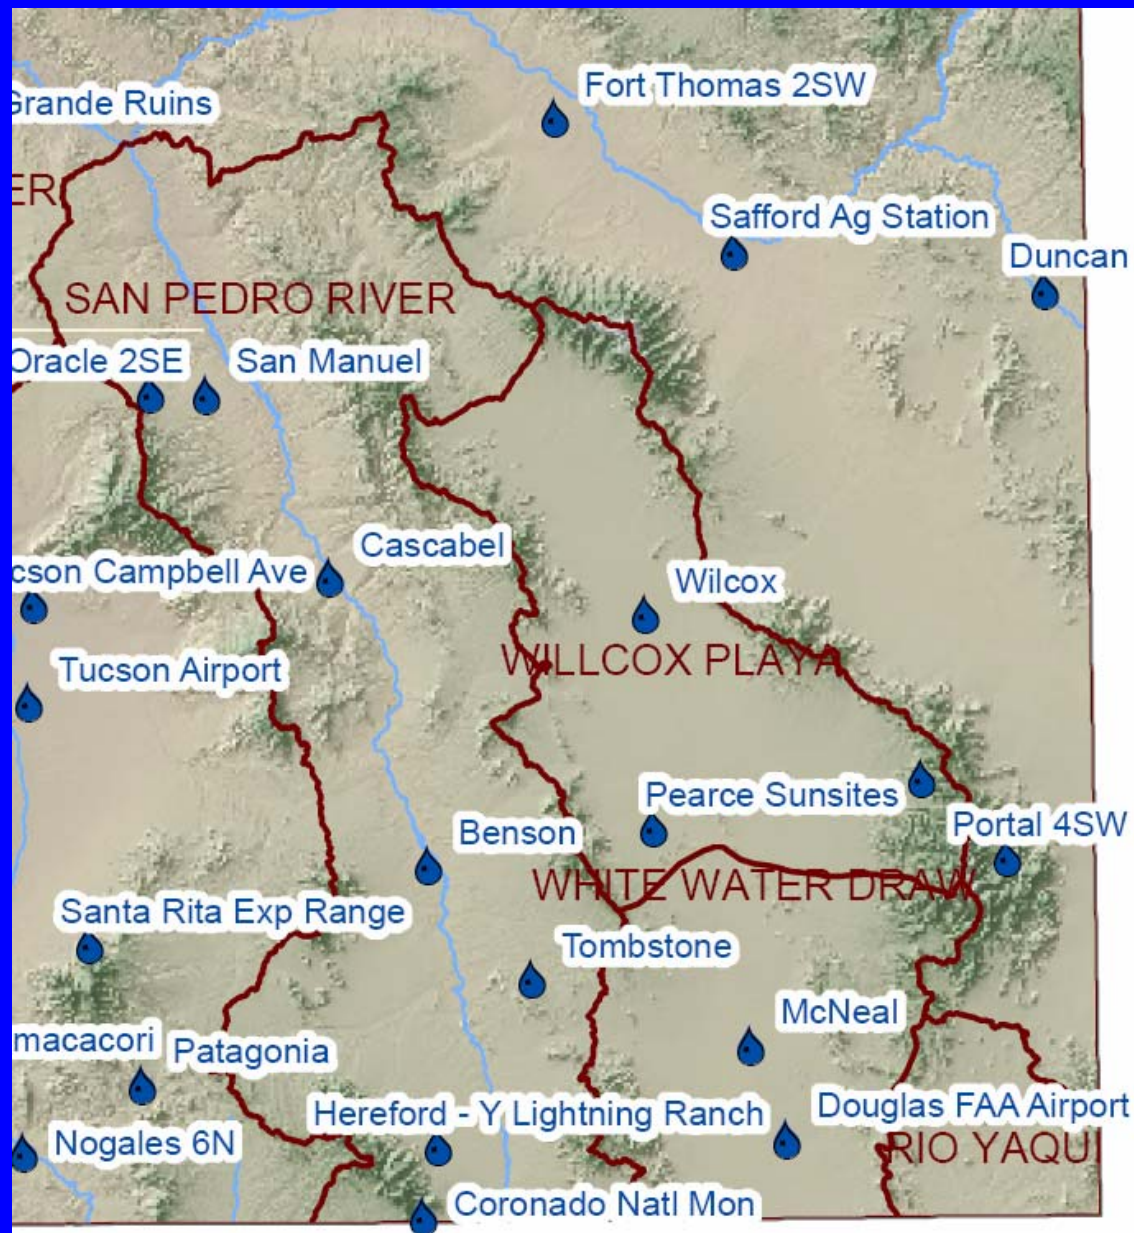 Fort Thomas 2SW
Grande Ruins
ER
Safford Ag Station
Duncan
SAN PEDRO RIVER
Oracle 2SE
San Manuel
Cascabel
cson Campbell Ave
Wilcox
WILLCOX PLAYA
Tucson Airport
Pearce Sunsites
Benson
Portal 4SW
WHITE WATER DRAW
Santa Rita Exp Range
Tombstone
McNeal
macacori
Patagonia
Hereford - Y Lightning Ranch
Douglas FAA Airport
Nogales 6N
RIO YAQUI
Coronado Natl Mon